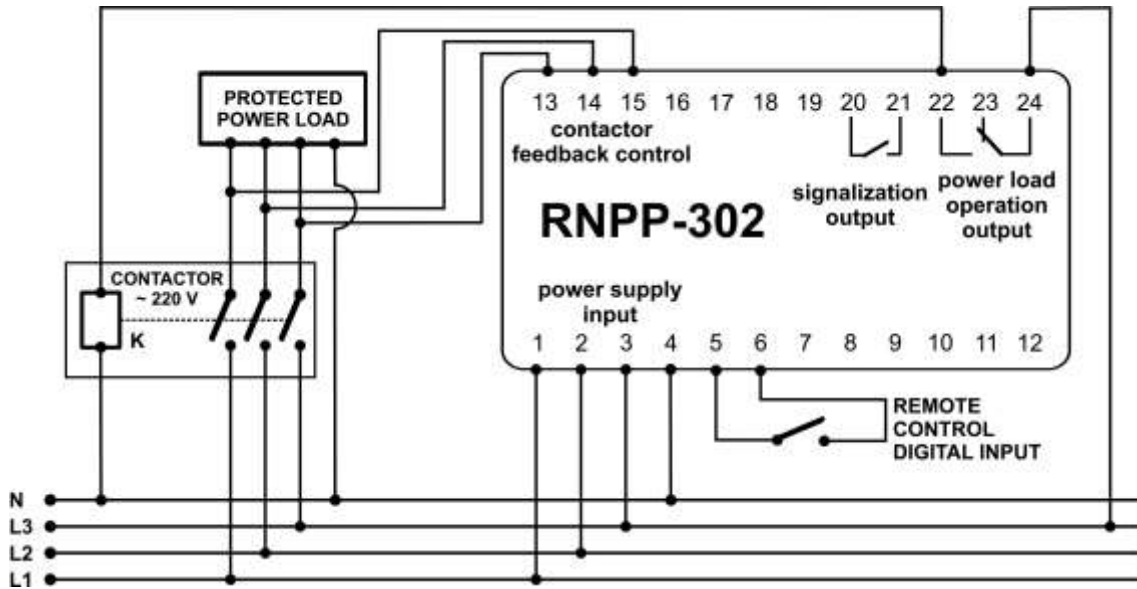 PROTECTED
POWER LOAD
13 14 15 16 17 18 19 20 21 22 23 24
contactor
feedback control
signalization
output
power load
operation
output
RNPP-302
CONTACTOR
~ 220 V
K
power supply
input
1 2 3 4 5 6 7 8 9 10 11 12
REMOTE
CONTROL
DIGITAL INPUT
N
L3
L2
L1